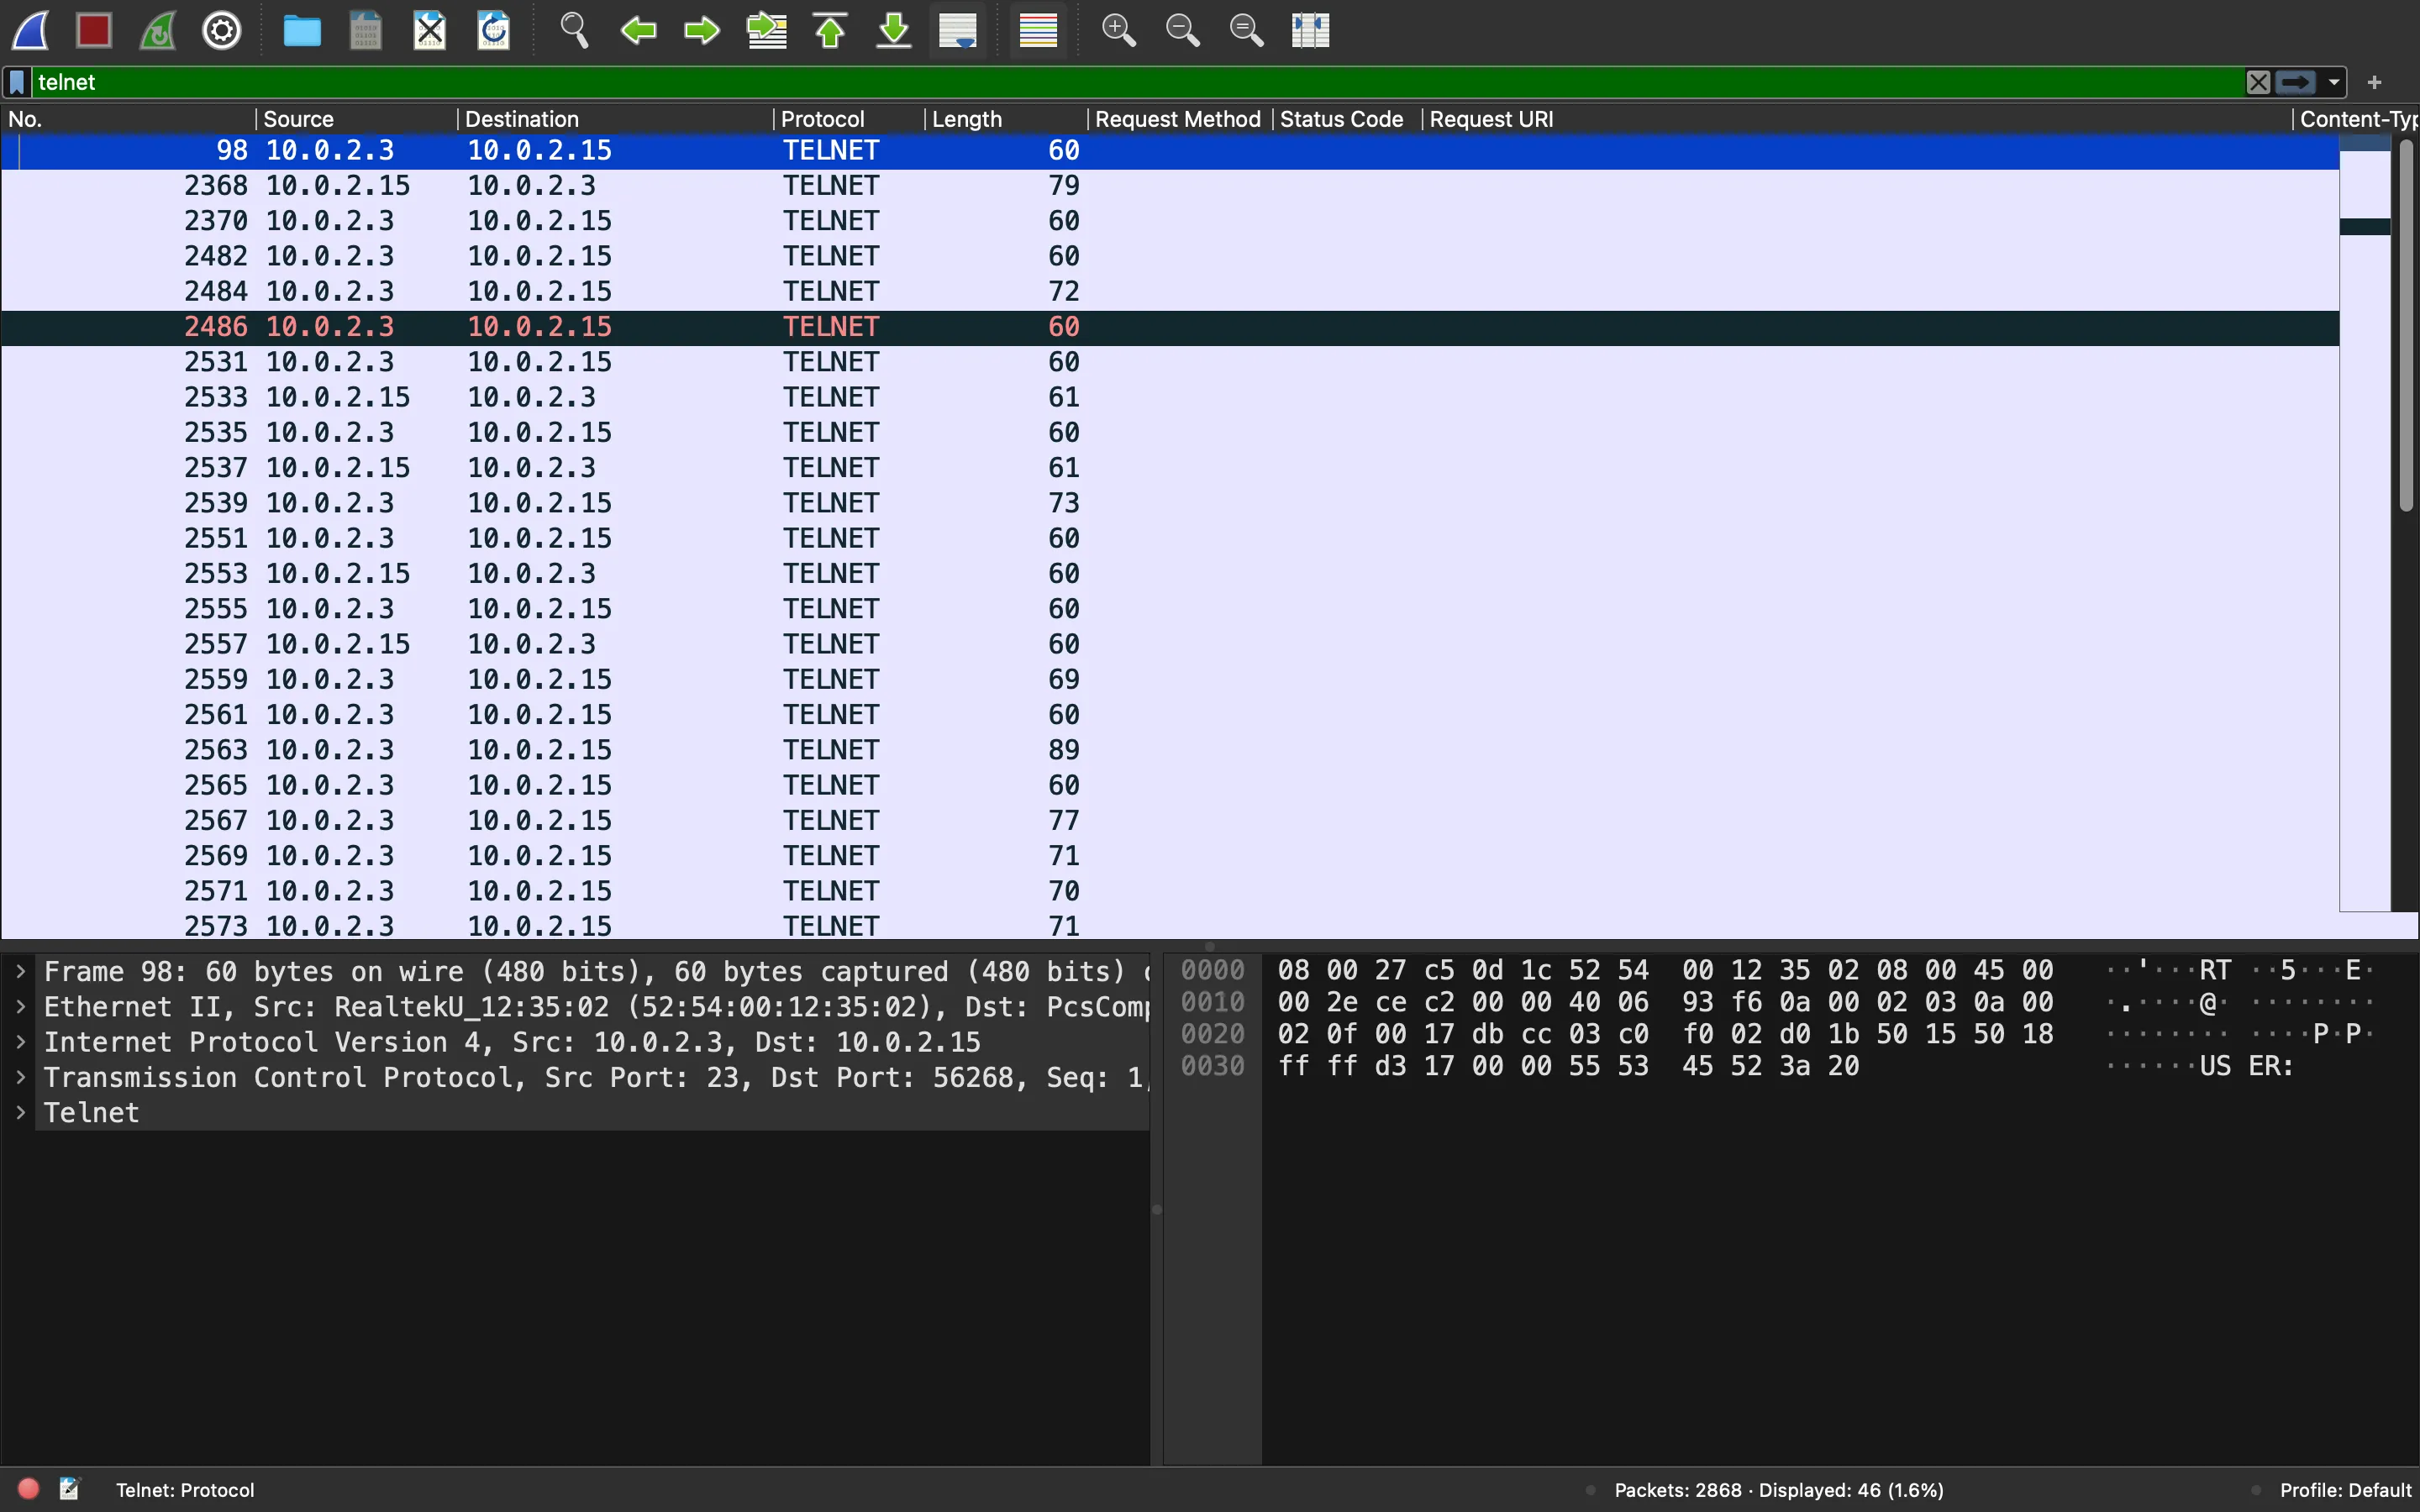 telnet
No. Source Destination Protocol Length Request Method Status Code Request URI Content-Typ
98 10.0.2.3 10.0.2.15 TELNET 60
2368 10.0.2.15 10.0.2.3 TELNET 79
2370 10.0.2.3 10.0.2.15 TELNET 60
2482 10.0.2.3 10.0.2.15 TELNET 60
2484 10.0.2.3 10.0.2.15 TELNET 72
2486 10.0.2.3 10.0.2.15 TELNET 60
2531 10.0.2.3 10.0.2.15 TELNET 60
2533 10.0.2.15 10.0.2.3 TELNET 61
2535 10.0.2.3 10.0.2.15 TELNET 60
2537 10.0.2.15 10.0.2.3 TELNET 61
2539 10.0.2.3 10.0.2.15 TELNET 73
2551 10.0.2.3 10.0.2.15 TELNET 60
2553 10.0.2.15 10.0.2.3 TELNET 60
2555 10.0.2.3 10.0.2.15 TELNET 60
2557 10.0.2.15 10.0.2.3 TELNET 60
2559 10.0.2.3 10.0.2.15 TELNET 69
2561 10.0.2.3 10.0.2.15 TELNET 60
2563 10.0.2.3 10.0.2.15 TELNET 89
2565 10.0.2.3 10.0.2.15 TELNET 60
2567 10.0.2.3 10.0.2.15 TELNET 77
2569 10.0.2.3 10.0.2.15 TELNET 71
2571 10.0.2.3 10.0.2.15 TELNET 70
2573 10.0.2.3 10.0.2.15 TELNET 71
Frame 98: 60 bytes on wire (480 bits), 60 bytes captured (480 bits)
Ethernet II, Src: RealtekU_12:35:02 (52:54:00:12:35:02), Dst: PcsComp
Internet Protocol Version 4, Src: 10.0.2.3, Dst: 10.0.2.15
Transmission Control Protocol, Src Port: 23, Dst Port: 56268, Seq: 1,
Telnet
0000 08 00 27 c5 0d 1c 52 54 00 12 35 02 08 00 45 00 ··'···RT ··5···E·
0010 00 2e ce c2 00 00 40 06 93 f6 0a 00 02 03 0a 00 ·.····@· ········
0020 02 0f 00 17 db cc 03 c0 f0 02 d0 1b 50 15 50 18 ········ ····P·P·
0030 ff ff d3 17 00 00 55 53 45 52 3a 20 ······US ER:
Telnet: Protocol
Packets: 2868 · Displayed: 46 (1.6%)
Profile: Default